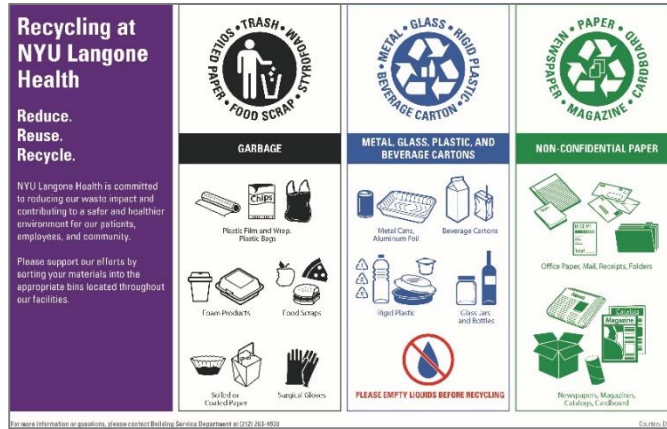 Recycling at
NYU Langone
Health
Reduce.
Reuse.
Recycle.
NYU Langone Health is committed
to reducing our waste impact and
contributing to a safer and healthier
environment for our patients,
employees, and community.
Please support our efforts by
sorting your materials into the
appropriate bins located throughout
our facilities.
SOILED PAPER • TRASH • STYROFOAM • FOOD SCRAP •
GARBAGE
Chips
Plastic Film and Wrap,
Plastic Bags
Foam Products
Food Scraps
Soiled or
Coated Paper
Surgical Gloves
METAL • GLASS • RIGID PLASTIC • BEVERAGE CARTON •
METAL, GLASS, PLASTIC, AND
BEVERAGE CARTONS
Metal Cans,
Aluminum Foil
Beverage Cartons
Rigid Plastic
Glass Jars
and Bottles
PLEASE EMPTY LIQUIDS BEFORE RECYCLING
NEWSPAPER • PAPER • CARDBOARD • MAGAZINE •
NON-CONFIDENTIAL PAPER
RECEIPT
Office Paper, Mail, Receipts, Folders
News
Catalog
Magazine
Newspapers, Magazines,
Catalogs, Cardboard
For more information or questions, please contact Building Service Department at (212) 263-
Courtesy